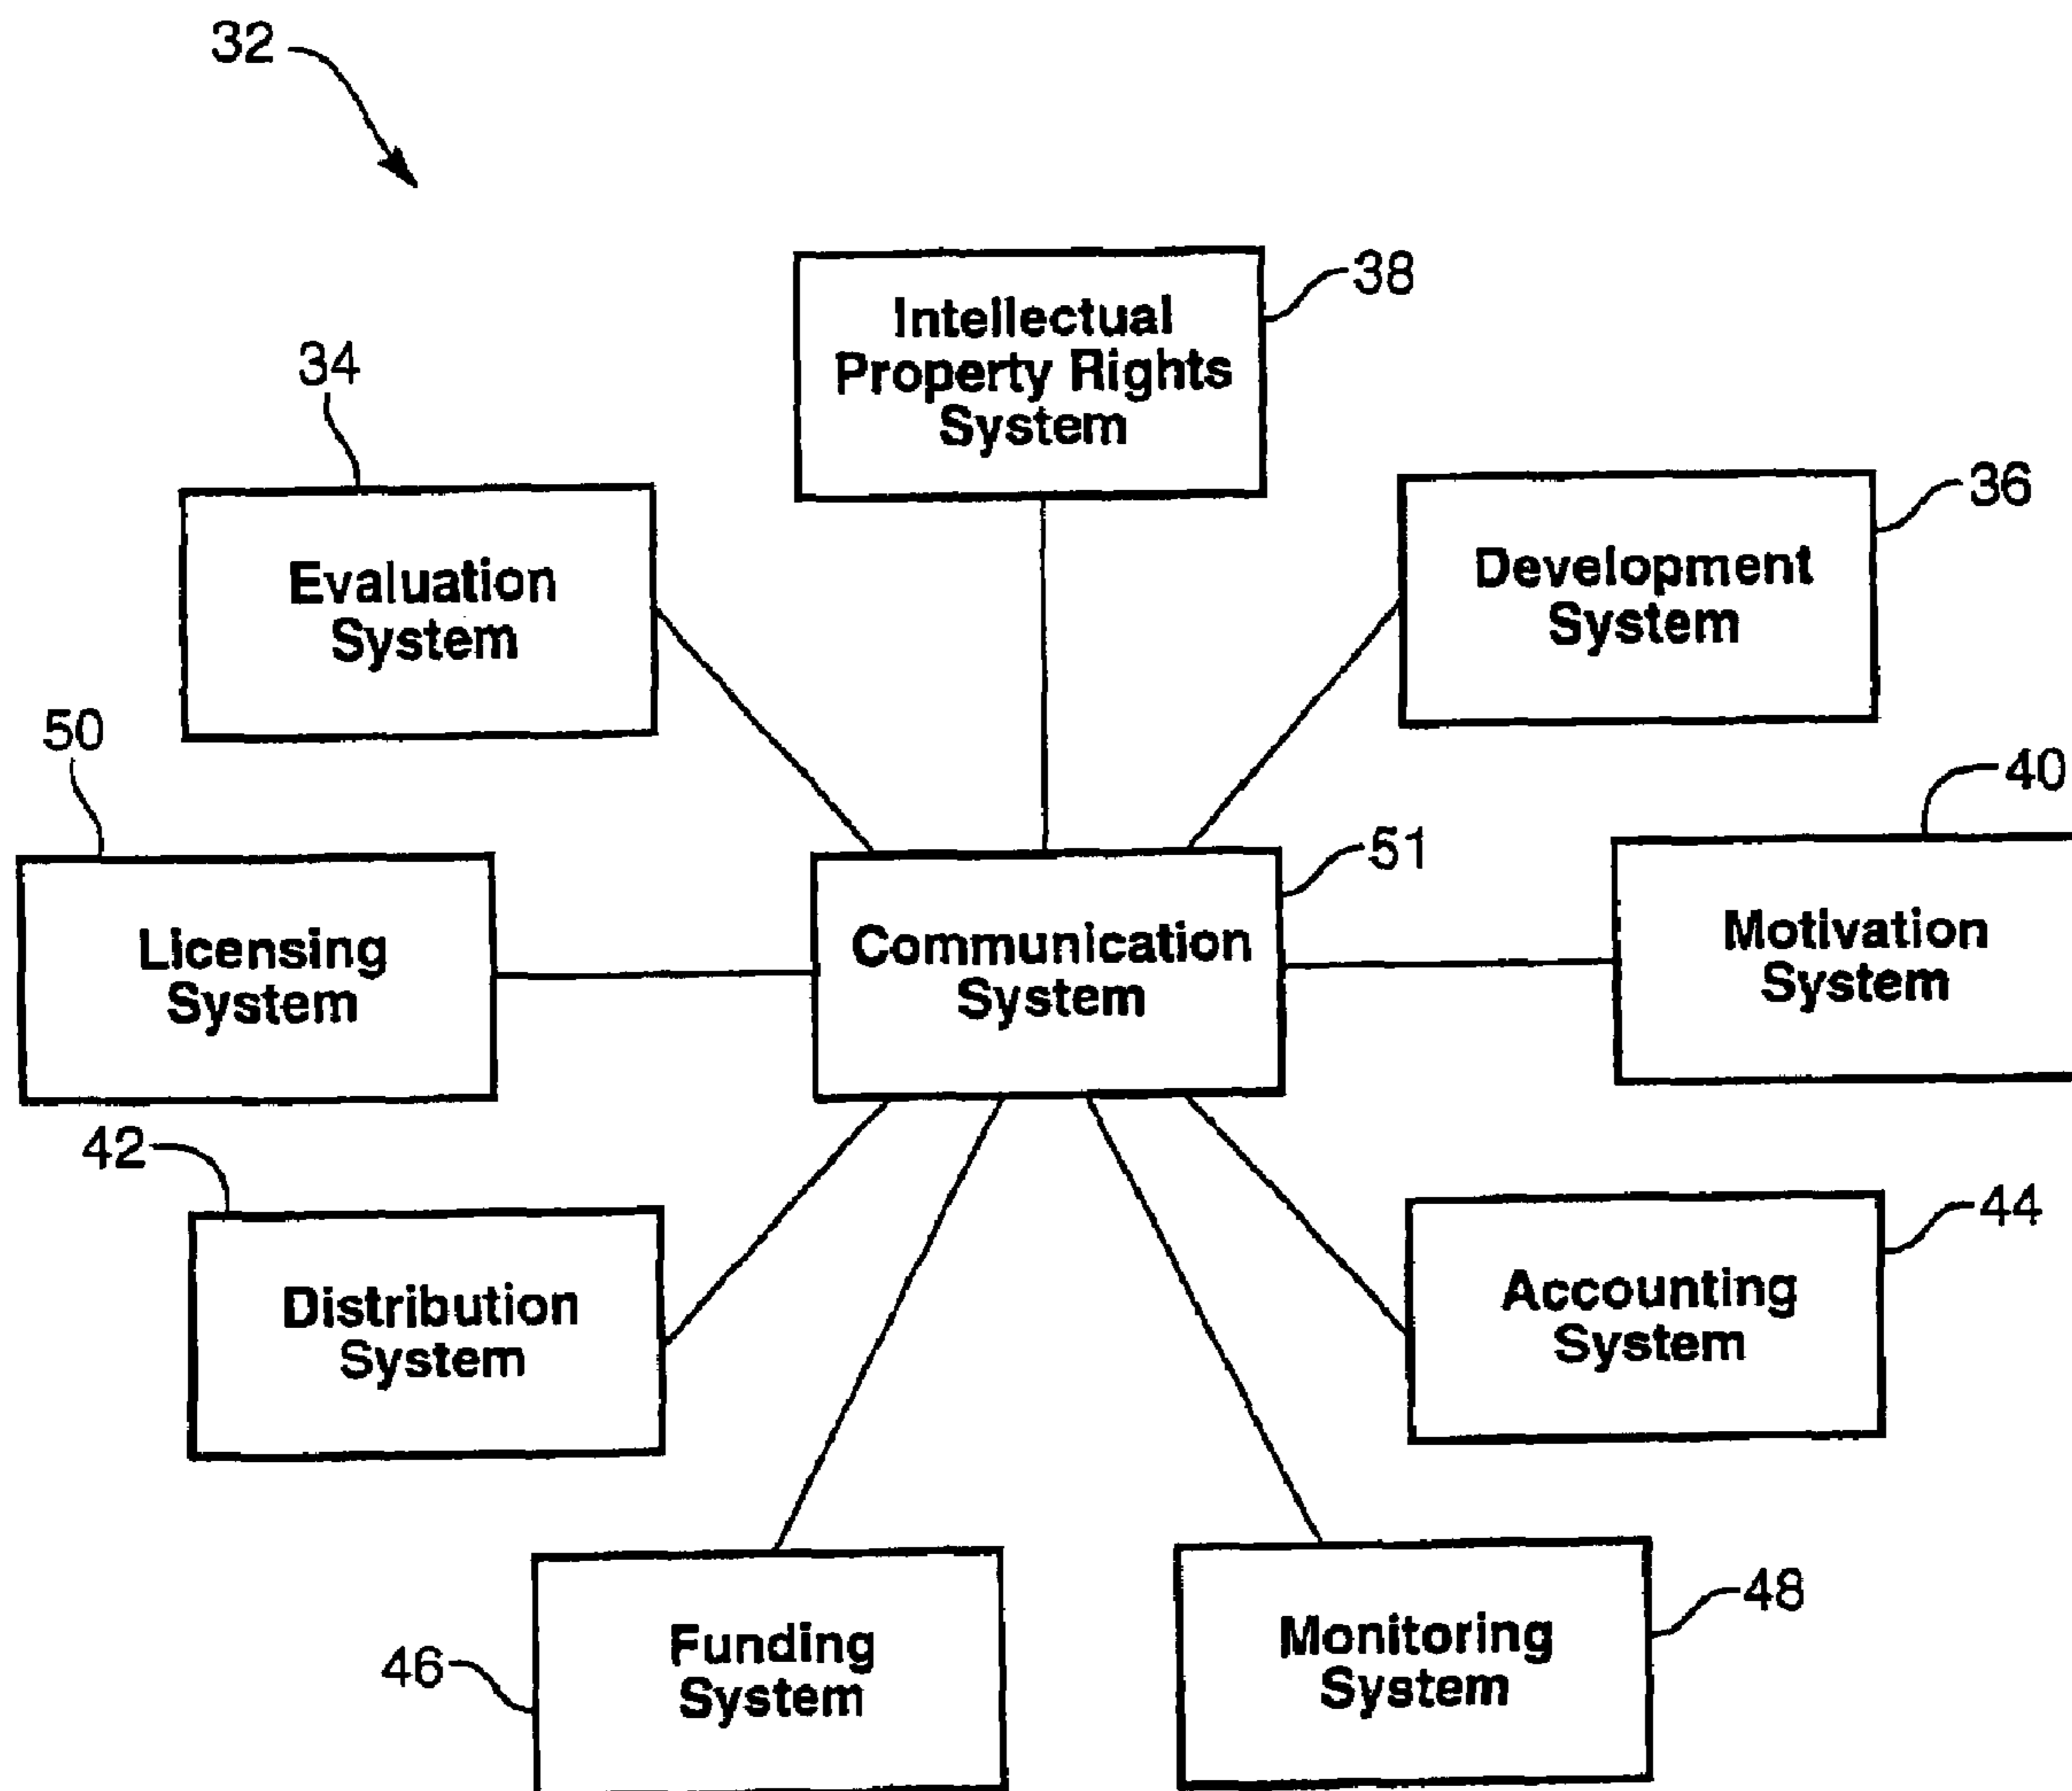 32
38
Intellectual
Property Rights
System
34
36
Evaluation
System
Development
System
50
40
51
Licensing
System
Communication
System
Motivation
System
42
44
Distribution
System
Accounting
System
46
Funding
System
48
Monitoring
System